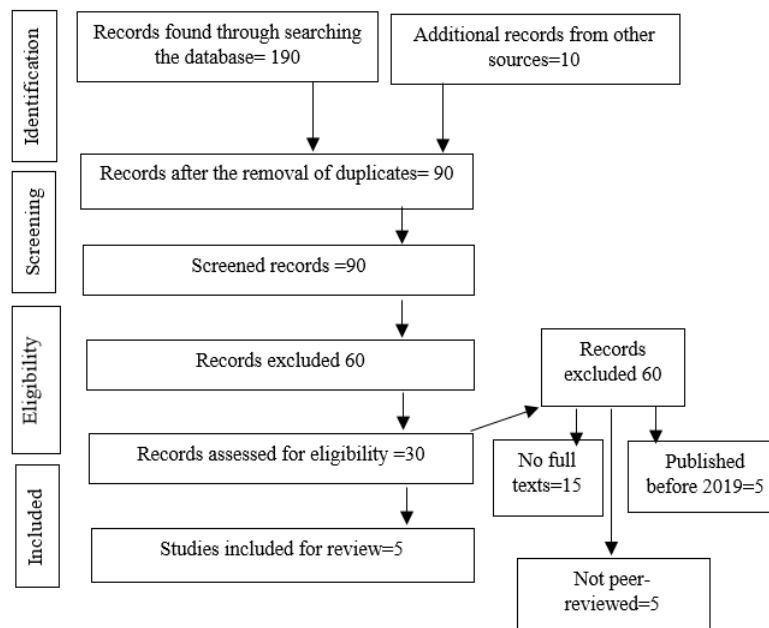 Identification
Records found through searching
the database= 190
Additional records from other
sources=10
Records after the removal of duplicates= 90
Screening
Screened records =90
Eligibility
Records excluded 60
Records
excluded 60
Records assessed for eligibility =30
No full
texts=15
Published
before 2019=5
Included
Studies included for review=5
Not peer-
reviewed=5